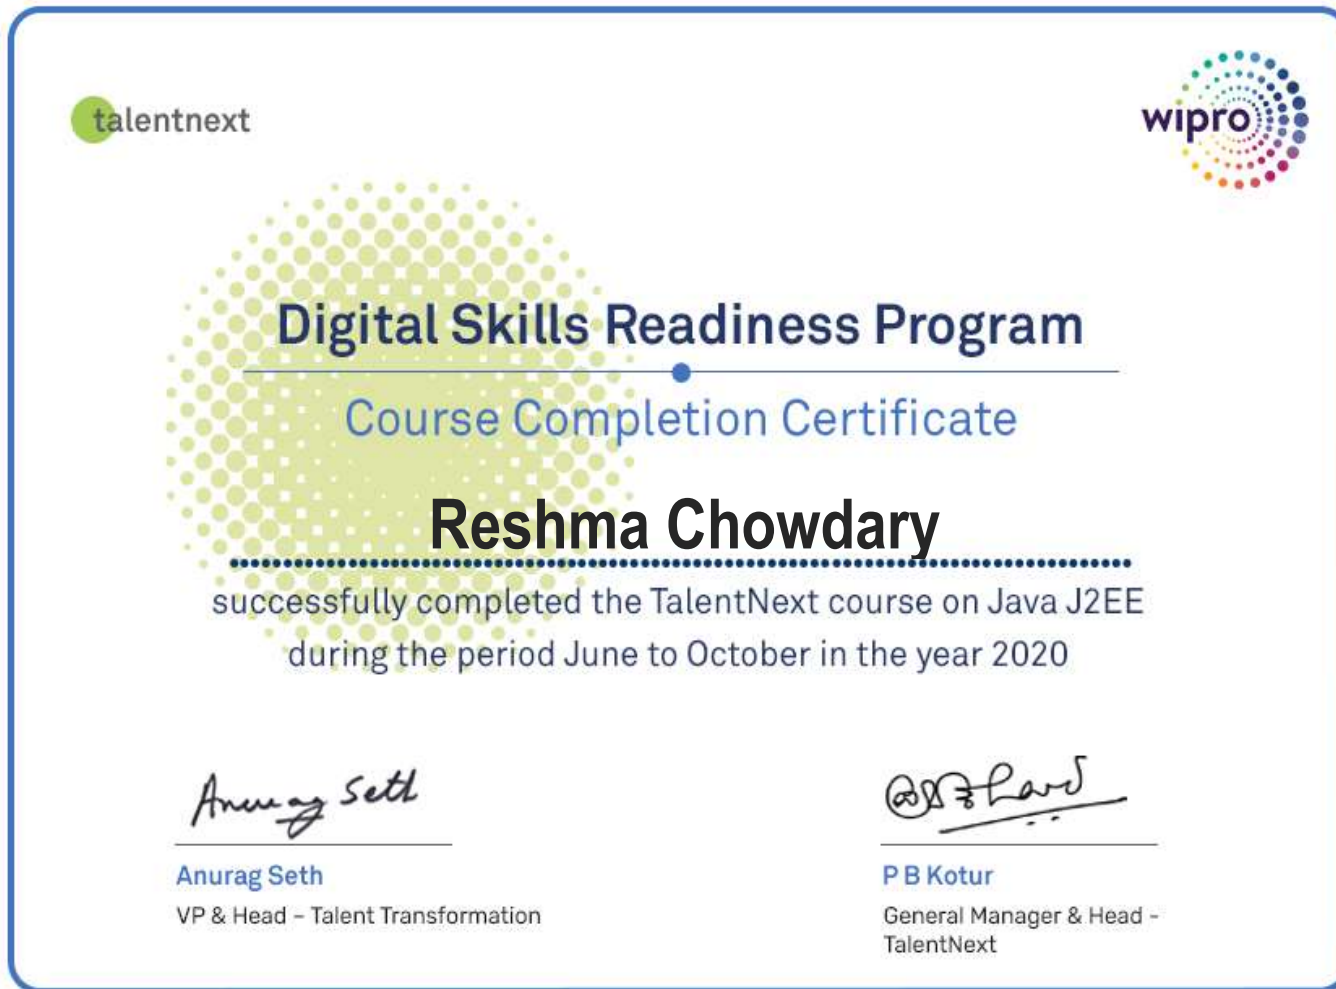 talentnext
wipro
Digital Skills Readiness Program
Course Completion Certificate
Reshma Chowdary
successfully completed the TalentNext course on Java J2EE
during the period June to October in the year 2020
Anurag Seth
Anurag Seth
VP & Head – Talent Transformation
P B Kotur
General Manager & Head -
TalentNext